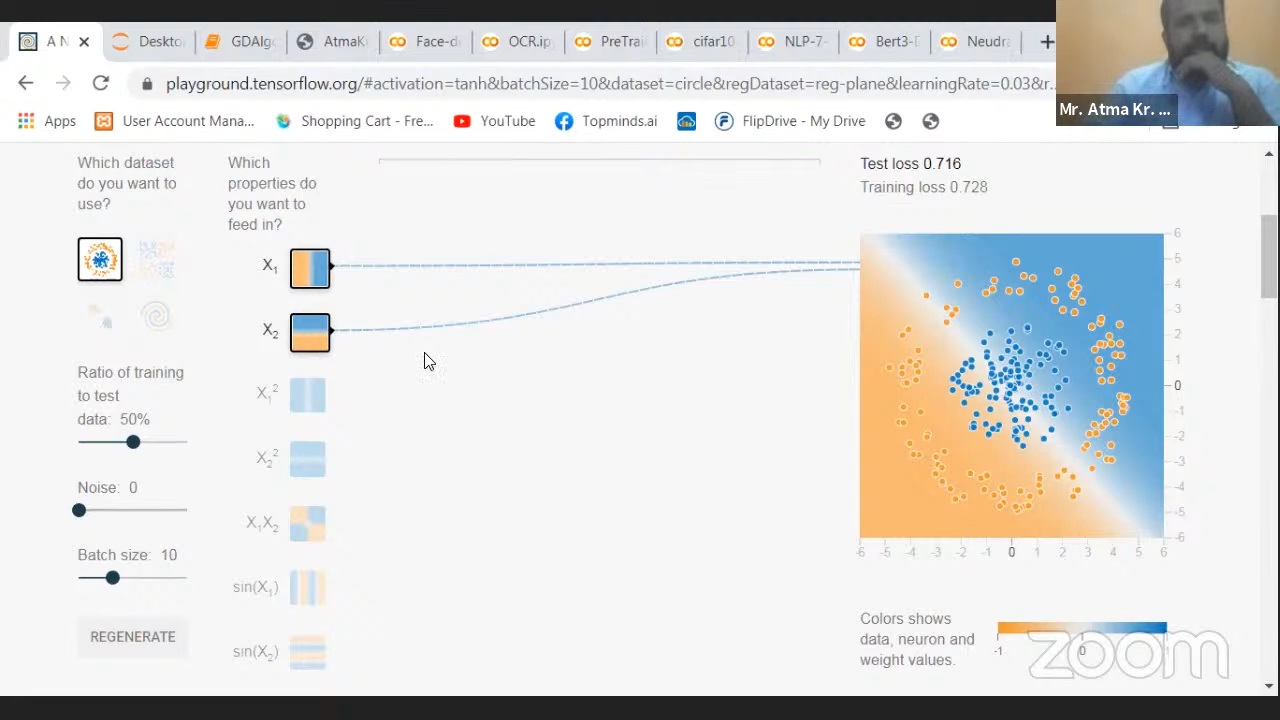 A N
Deskto
GDAlgo
AtmaK
Face-d
OCR.ip
PreTrai
cifar10
NLP-7-
Bert3-D
Neudra
playground.tensorflow.org/#activation=tanh&batchSize=10&dataset=circle&regDataset=reg-plane&learningRate=0.03&r...
Mr. Atma Kr. ...
Apps
User Account Mana...
Shopping Cart - Fre...
YouTube
Topminds.ai
FlipDrive - My Drive
Which dataset
do you want to
use?
Which
properties do
you want to
feed in?
Test loss 0.716
Training loss 0.728
X₁
X₂
X₁²
X₂²
X₁X₂
sin(X₁)
sin(X₂)
Ratio of training
to test
data: 50%
Noise: 0
Batch size: 10
REGENERATE
6
5
4
3
2
1
0
-1
-2
-3
-4
-5
-6
-6 -5 -4 -3 -2 -1 0 1 2 3 4 5 6
Colors shows
data, neuron and
weight values.
-1 0
zoom